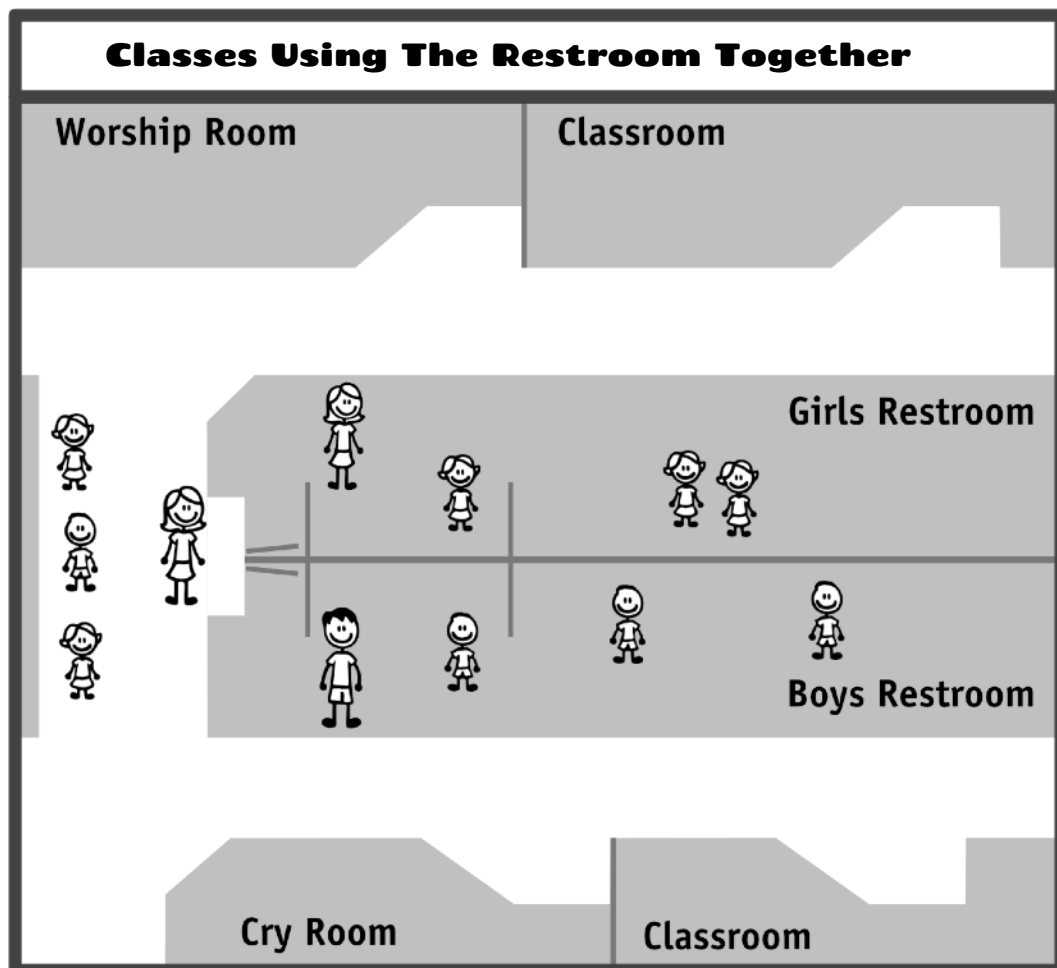 Classes Using The Restroom Together
Worship Room
Classroom
Girls Restroom
Boys Restroom
Cry Room
Classroom